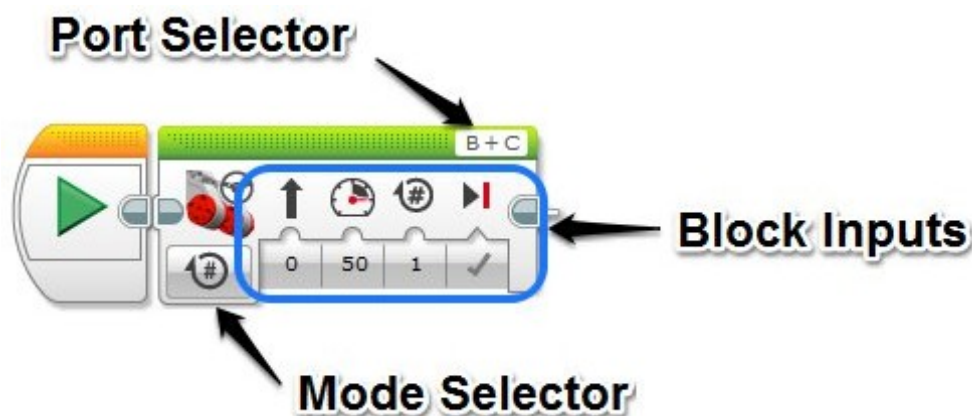 Port Selector
B + C
#
0 50 1
#
Block Inputs
Mode Selector